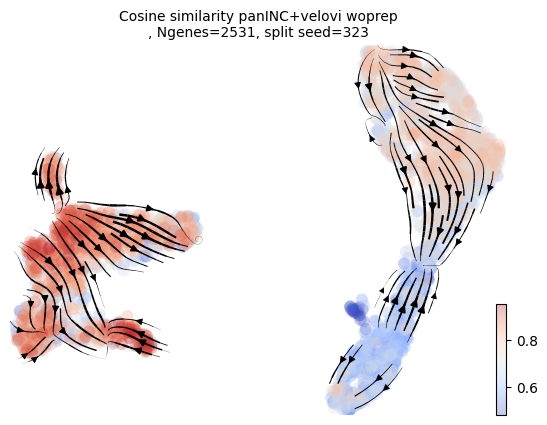 Cosine similarity panINC+velovi woprep
, Ngenes=2531, split seed=323
0.8
0.6